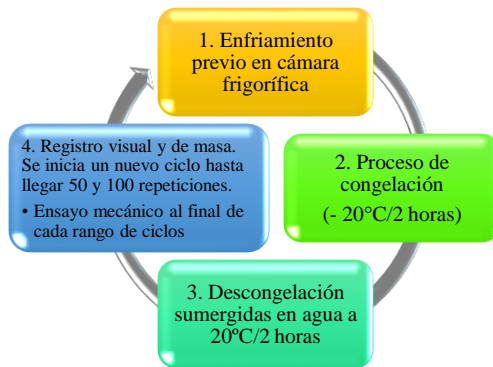 1. Enfriamiento
previo en cámara
frigorífica
2. Proceso de
congelación
(- 20°C/2 horas)
3. Descongelación
sumergidas en agua a
20ºC/2 horas
4. Registro visual y de masa.
Se inicia un nuevo ciclo hasta
llegar 50 y 100 repeticiones.
• Ensayo mecánico al final de
cada rango de ciclos